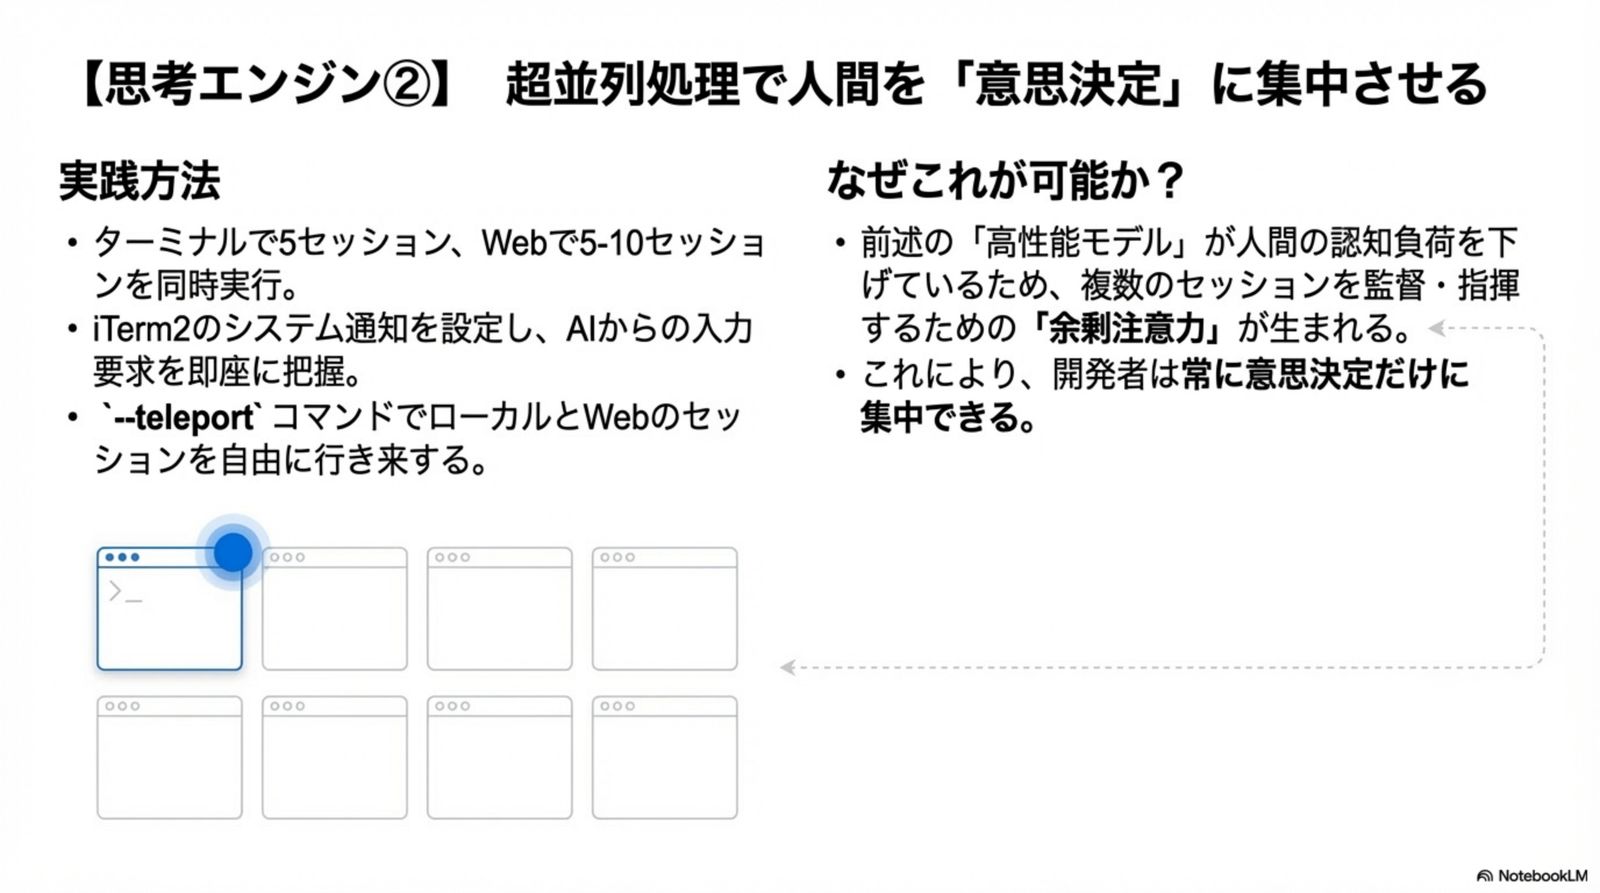 【思考エンジン②】 超並列処理で人間を「意思決定」に集中させる
実践方法
• ターミナルで5セッション、Webで5-10セッショ
ンを同時実行。
• iTerm2のシステム通知を設定し、AIからの入力
要求を即座に把握。
• `--teleport` コマンドでローカルとWebのセッ
ションを自由に行き来する。
なぜこれが可能か？
• 前述の「高性能モデル」が人間の認知負荷を下
げているため、複数のセッションを監督・指揮
するための「余剰注意力」が生まれる。
• これにより、開発者は常に意思決定だけに
集中できる。
>_
NotebookLM